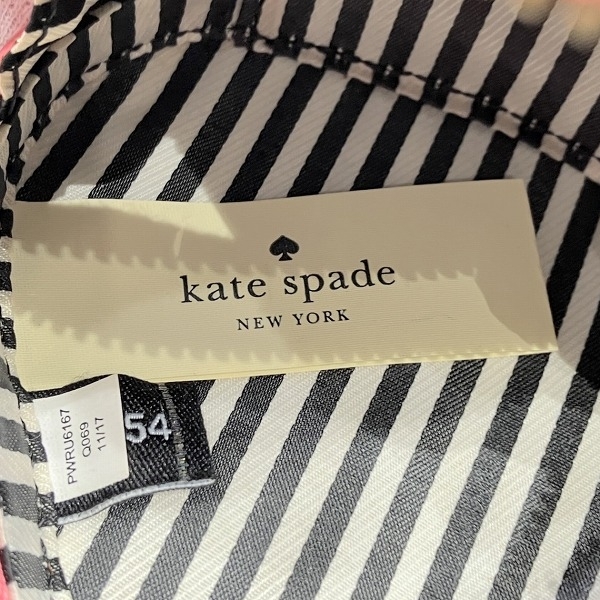 kate spade
NEW YORK
PWRU6167
Q069
11/17
54